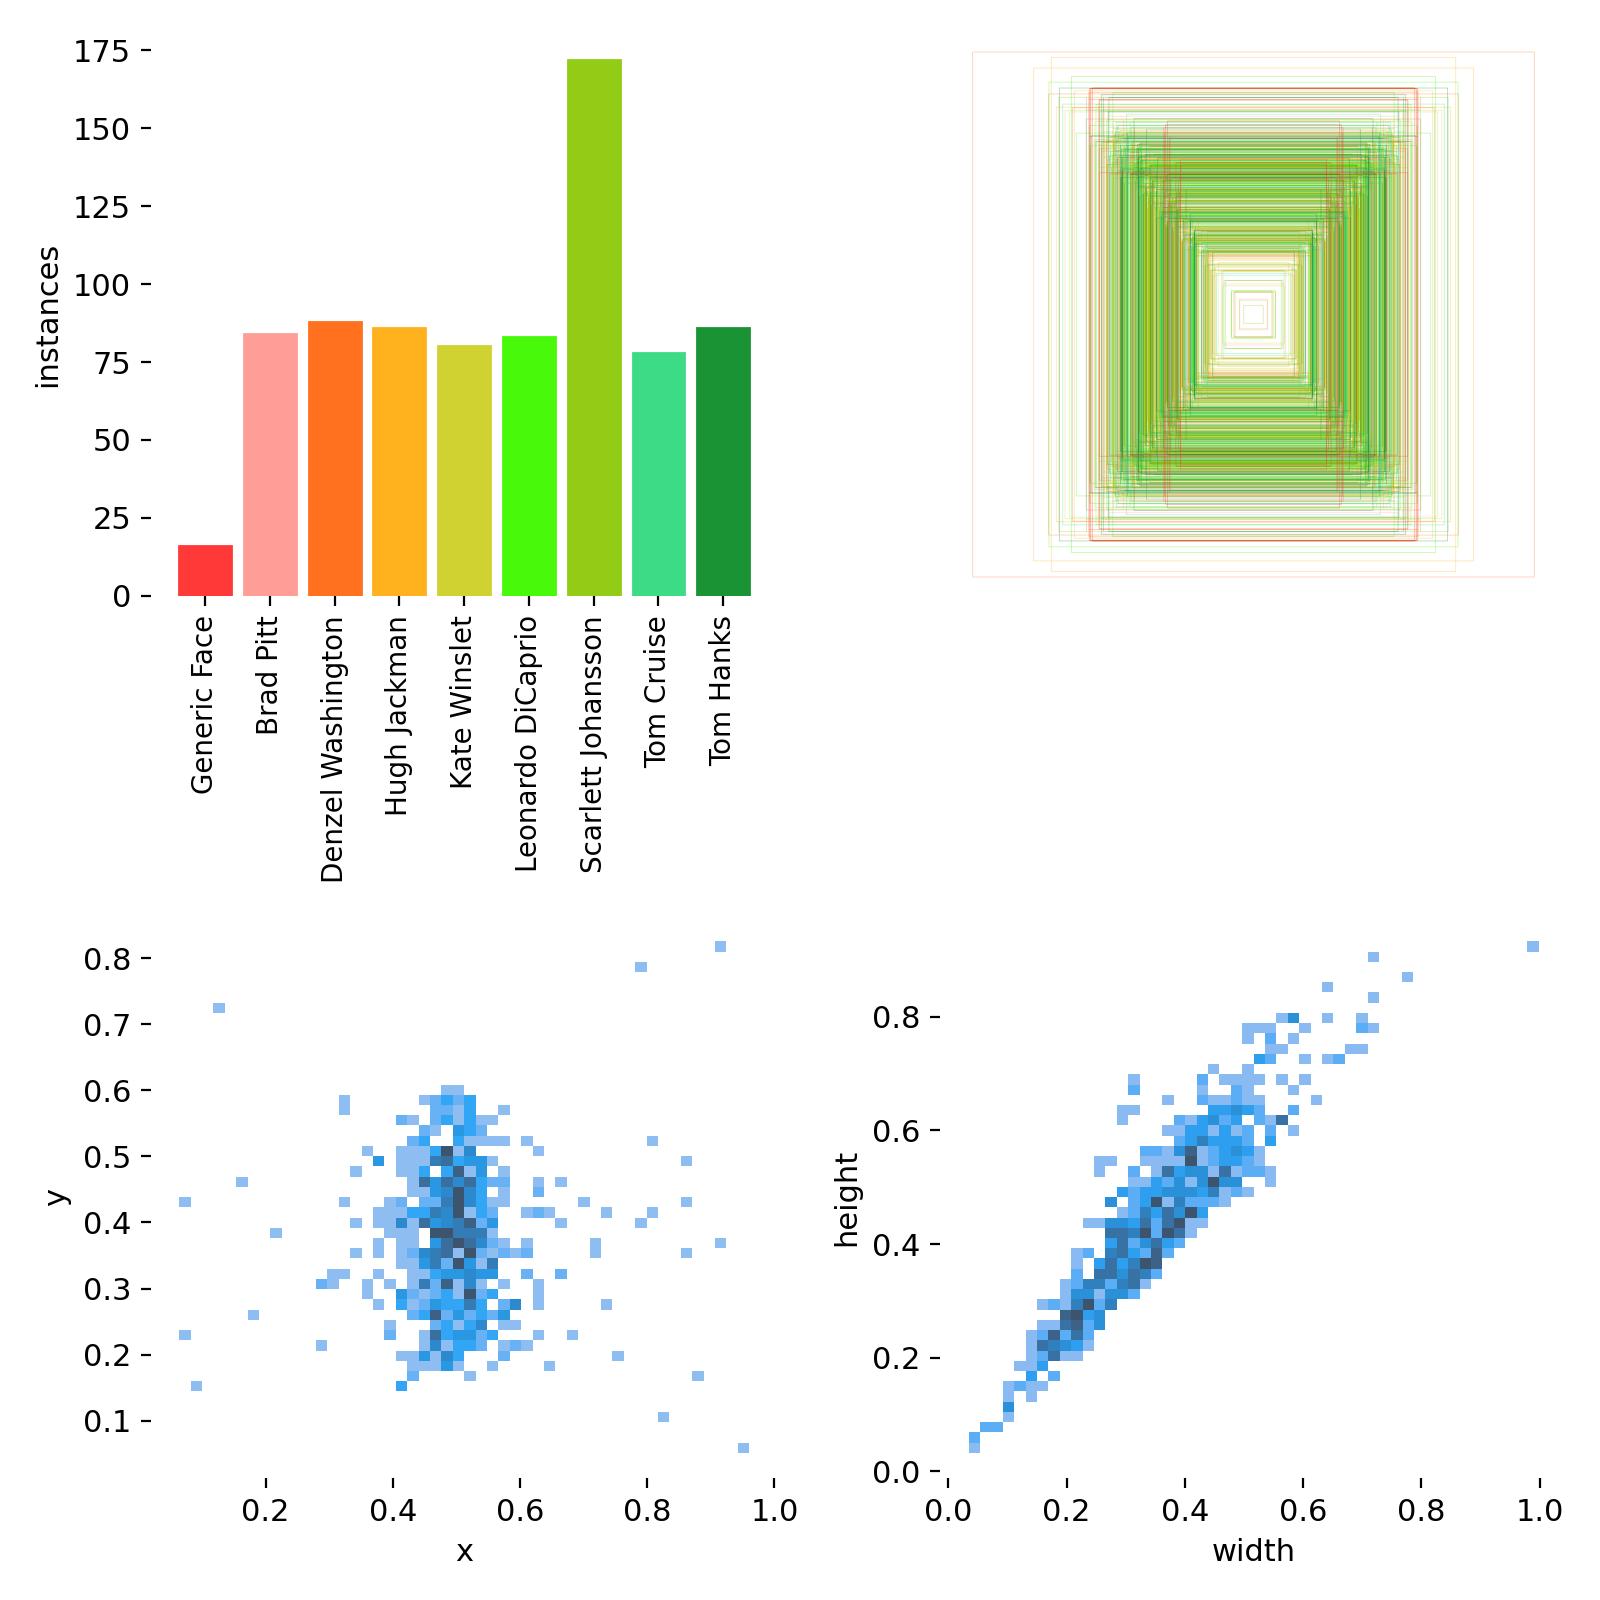 175
150
125
100
75
50
25
0
instances
Generic Face
Brad Pitt
Denzel Washington
Hugh Jackman
Kate Winslet
Leonardo DiCaprio
Scarlett Johansson
Tom Cruise
Tom Hanks
0.8
0.7
0.6
0.5
0.4
0.3
0.2
0.1
y
0.2 0.4 0.6 0.8 1.0
x
0.8
0.6
0.4
0.2
0.0
height
0.0 0.2 0.4 0.6 0.8 1.0
width